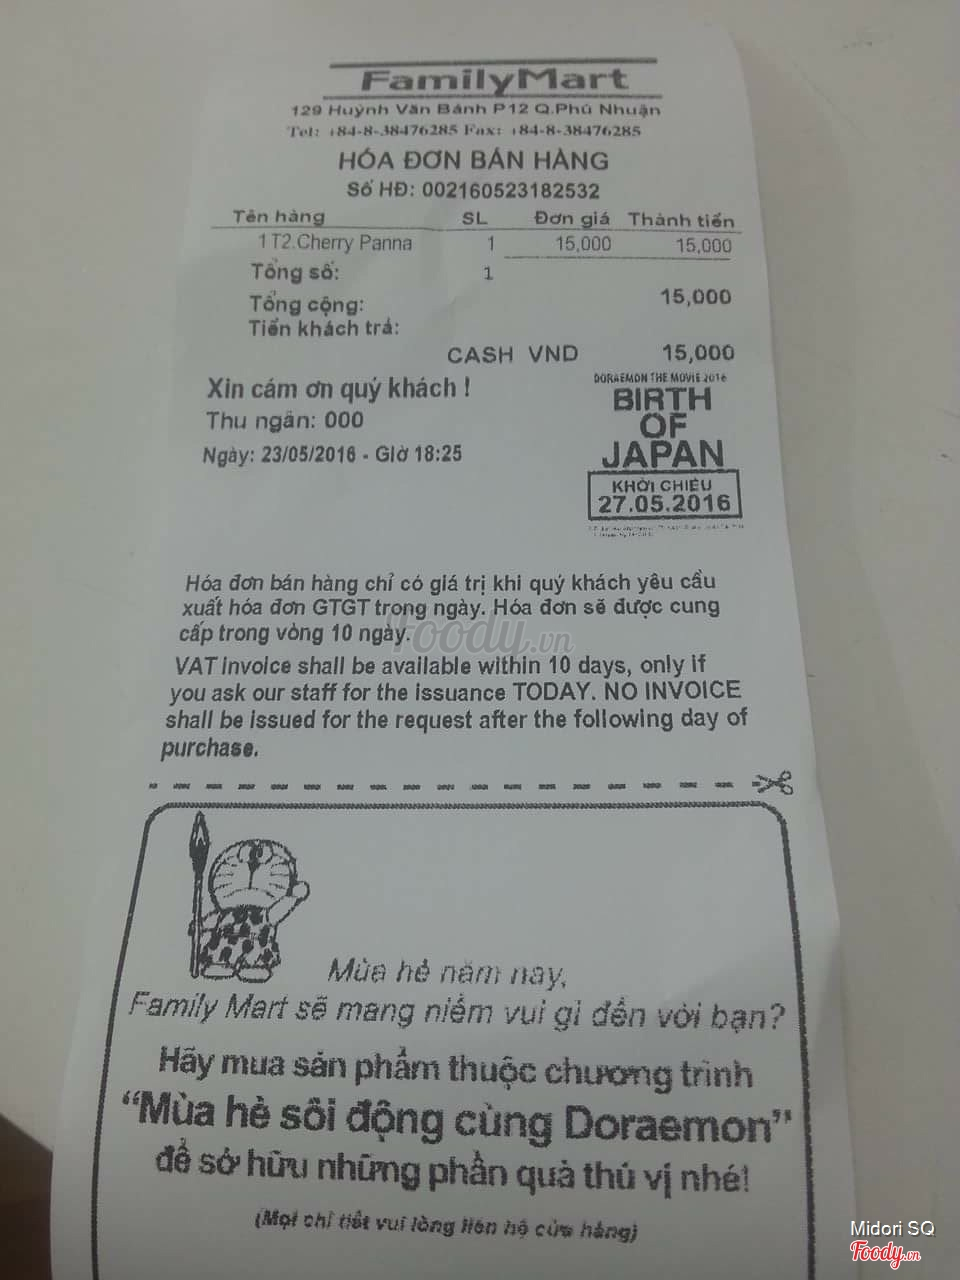 FamilyMart
129 Huỳnh Văn Bánh P12 Q.Phú Nhuận
Tel: +84-8-38476285 Fax: +84-8-38476285
HÓA ĐƠN BÁN HÀNG
Số HĐ: 002160523182532
Tên hàng SL Đơn giá Thành tiền
1 T2.Cherry Panna 1 15,000 15,000
Tổng số: 1
Tổng cộng: 15,000
Tiền khách trả:
CASH VND 15,000
Xin cám ơn quý khách !
Thu ngân: 000
Ngày: 23/05/2016 - Giờ 18:25
DORAEMON THE MOVIE 2016
BIRTH
OF
JAPAN
KHỞI CHIẾU
27.05.2016
Hóa đơn bán hàng chỉ có giá trị khi quý khách yêu cầu
xuất hóa đơn GTGT trong ngày. Hóa đơn sẽ được cung
cấp trong vòng 10 ngày.
Foody.vn
VAT invoice shall be available within 10 days, only if
you ask our staff for the issuance TODAY. NO INVOICE
shall be issued for the request after the following day of
purchase.
Mùa hè năm nay,
Family Mart sẽ mang niềm vui gì đến với bạn?
Hãy mua sản phẩm thuộc chương trình
“Mùa hè sôi động cùng Doraemon”
để sở hữu những phần quà thú vị nhé!
(Mọi chi tiết vui lòng liên hệ cửa hàng)
Midori SQ
Foody.vn